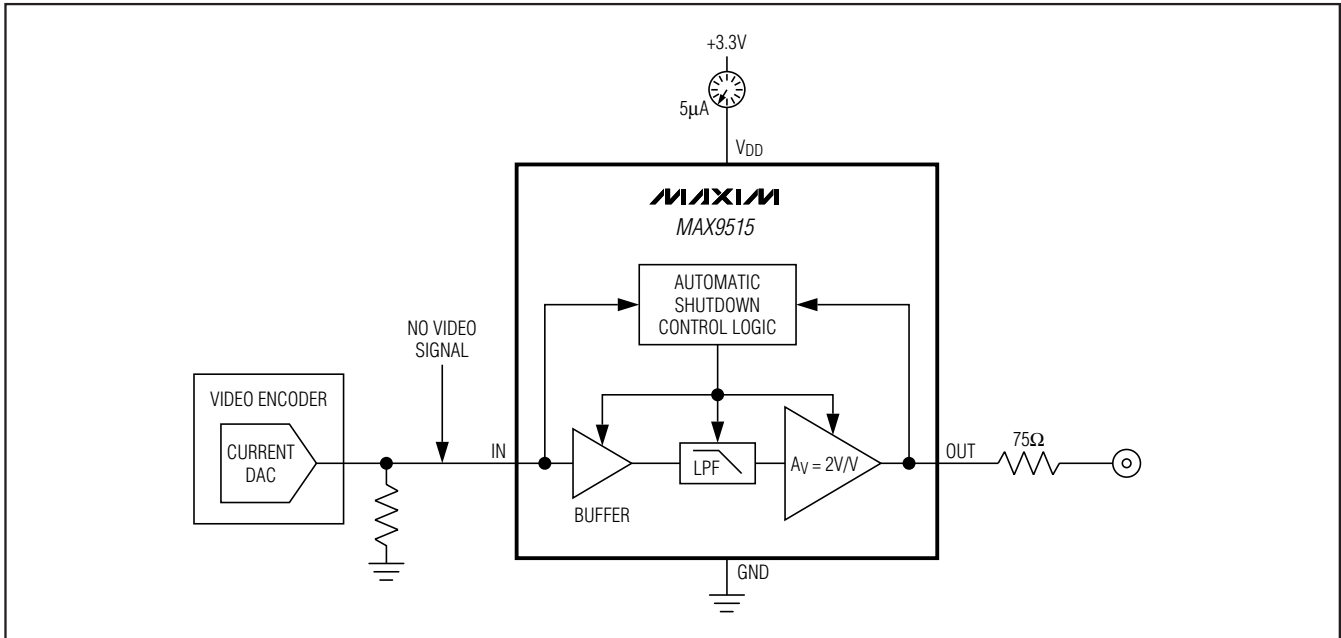 +3.3V
5µA
VDD
MAXIM
MAX9515
AUTOMATIC
SHUTDOWN
CONTROL LOGIC
NO VIDEO
SIGNAL
VIDEO ENCODER
CURRENT
DAC
IN
BUFFER
LPF
AV = 2V/V
OUT
75Ω
GND